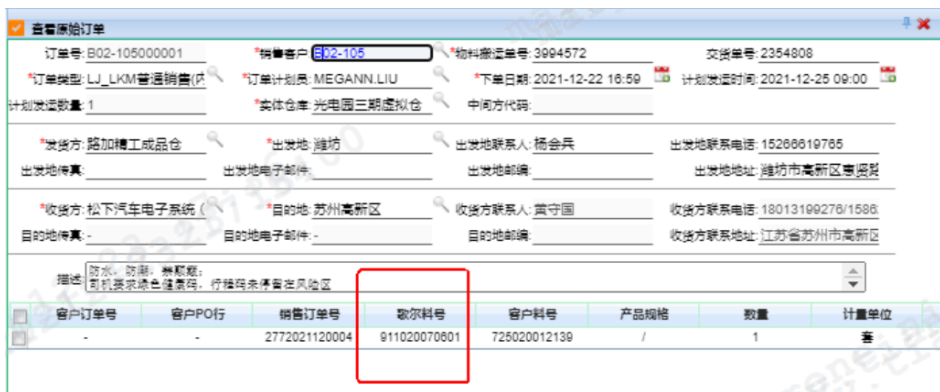 查看原始订单
订单号: B02-105000001 *销售客户: B02-105 *物料搬运单号: 3994572 交货单号: 2354808
*订单类型: LJ_LKM普通销售(内 *订单计划员: MEGANN.LIU *下单日期: 2021-12-22 16:59 计划发运时间: 2021-12-25 09:00
计划发运数量: 1 *实体仓库: 光电园三期虚拟仓 中间方代码:
*发货方: 路加精工成品仓 *出发地: 潍坊 出发地联系人: 杨会兵 出发地联系电话: 15266619765
出发地传真: 出发地电子邮件: 出发地邮编: 出发地地址: 潍坊市高新区惠贤路
*收货方: 松下汽车电子系统 ( *目的地: 苏州高新区 收货方联系人: 黄守国 收货方联系电话: 18013199276/1586
目的地传真: - 目的地电子邮件: - 目的地邮编: 收货方联系地址: 江苏省苏州市高新区
描述: 防水，防潮，禁颠簸；
司机要求绿色健康码，行程码未停留在风险区
客户订单号 客户PO行 销售订单号 歌尔料号 客户料号 产品规格 数量 计量单位
- - 2772021120004 911020070601 725020012139 / 1 套